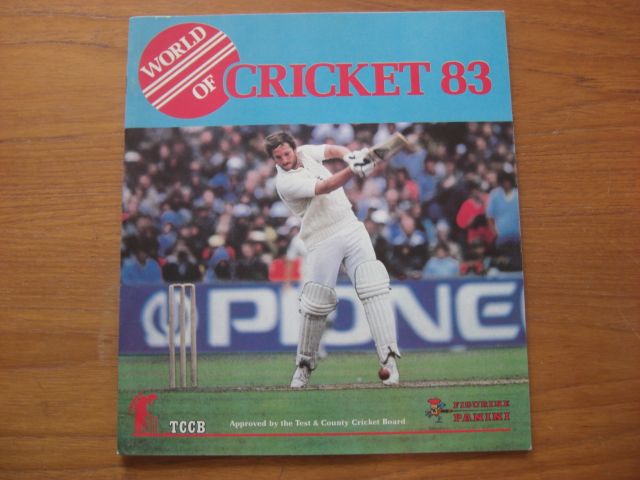 WORLD
OF
CRICKET 83
PIONE
TCCB
Approved by the Test & County Cricket Board
FIGURINE
PANINI